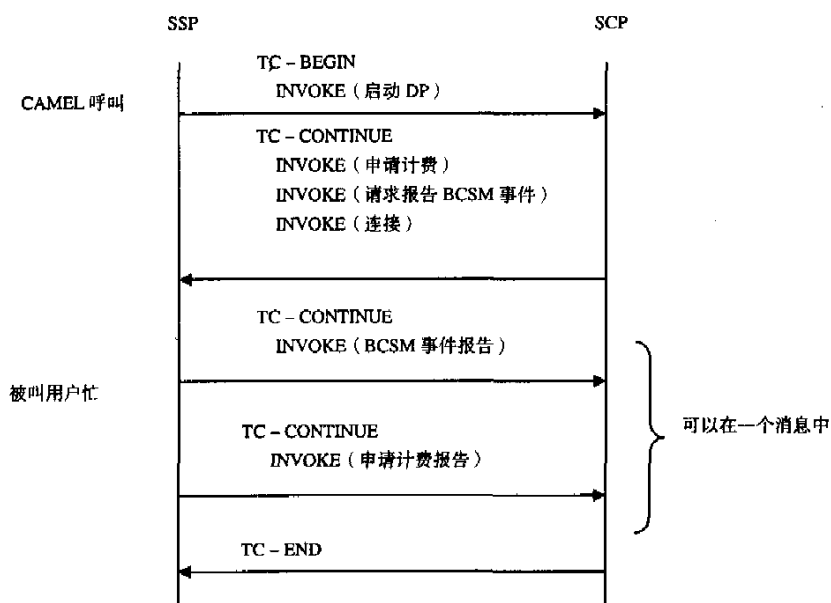 SSP
SCP
TC – BEGIN
INVOKE（启动 DP）
CAMEL 呼叫
TC – CONTINUE
INVOKE（申请计费）
INVOKE（请求报告 BCSM 事件）
INVOKE（连接）
TC – CONTINUE
INVOKE（BCSM 事件报告）
被叫用户忙
TC – CONTINUE
INVOKE（申请计费报告）
可以在一个消息中
TC – END